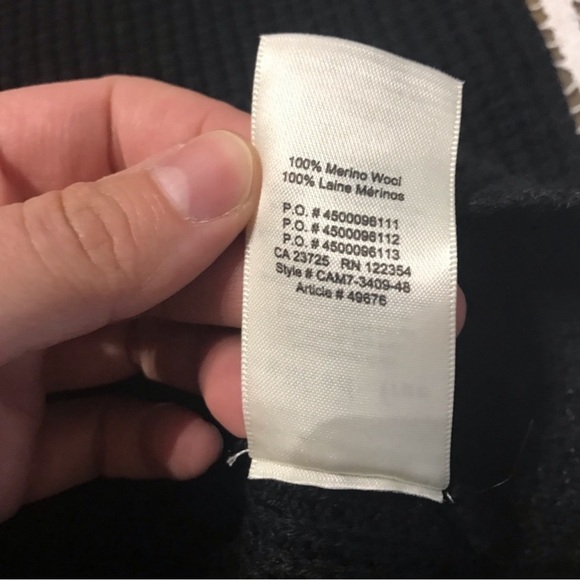 100% Merino Wool
100% Laine Mérinos
P.O. # 4500096111
P.O. # 4500096112
P.O. # 4500096113
CA 23725 RN 122354
Style # CAM7-3409-48
Article # 49676